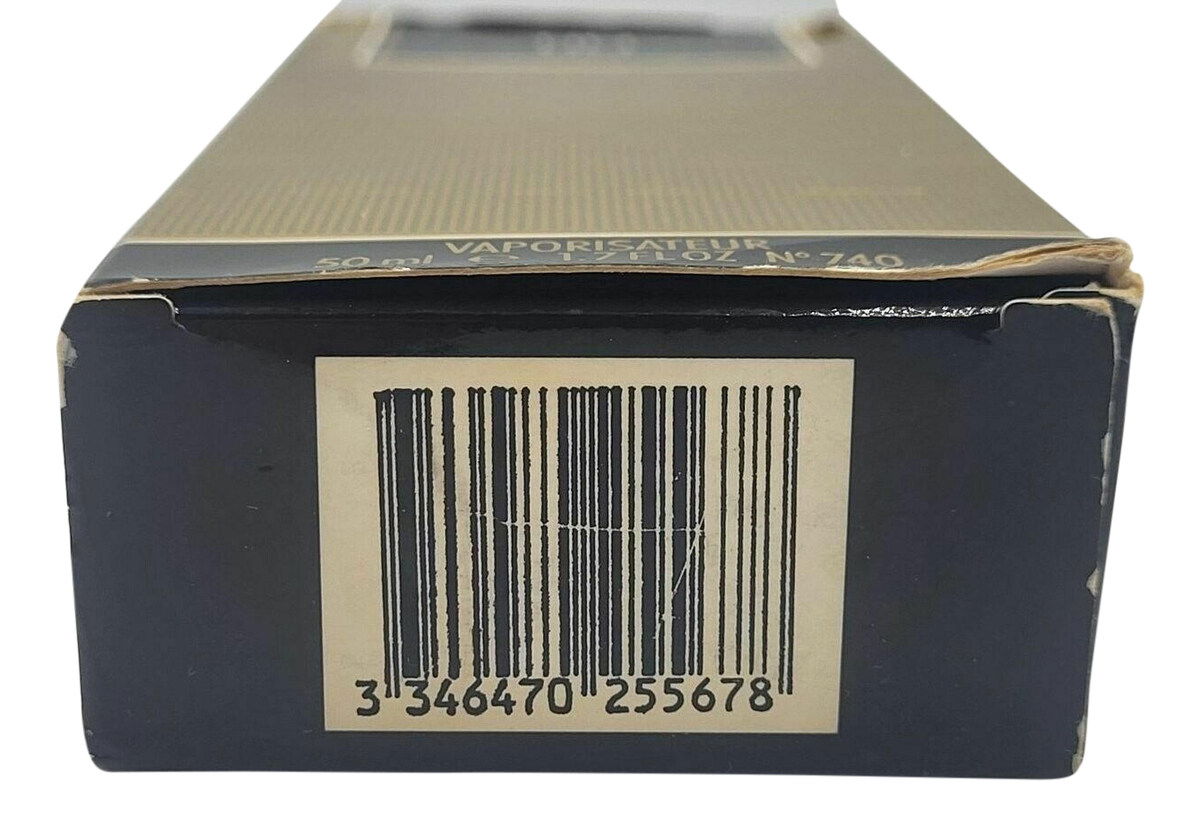 VAPORISATEUR
50 ml ℮ 1·7 FL OZ N° 740
3 346470 255678